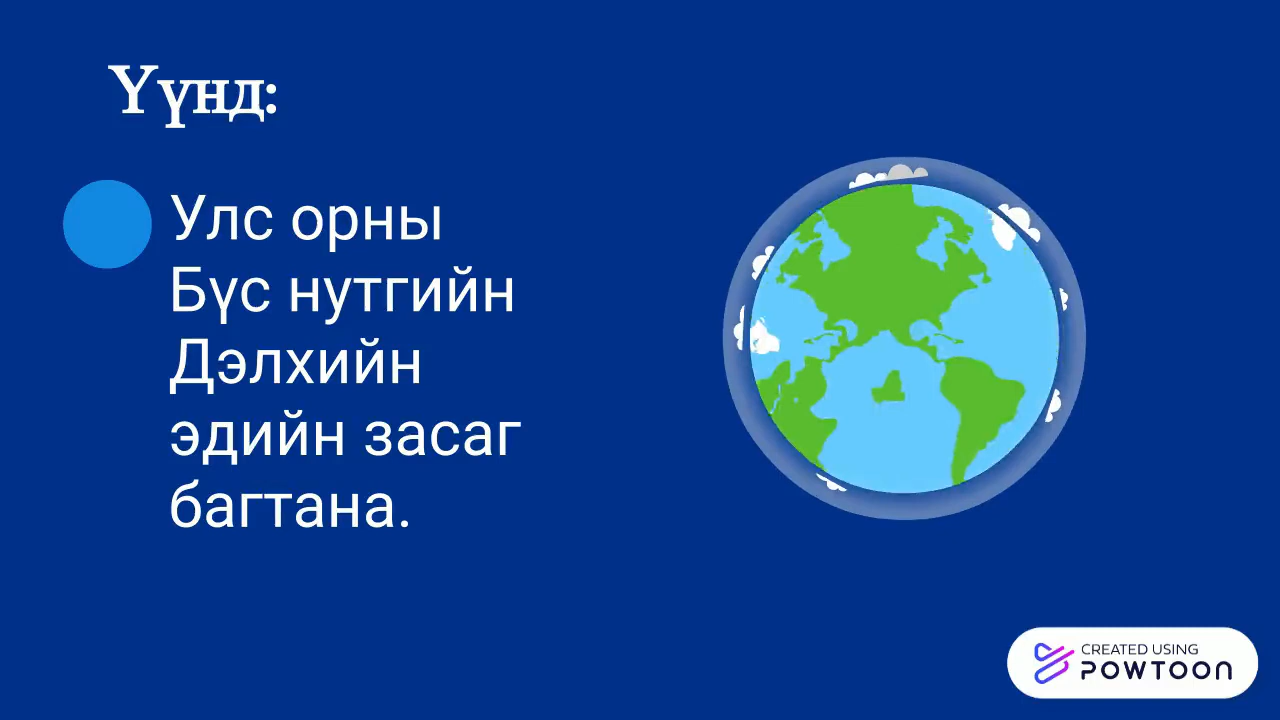 Үүнд:
Улс орны
Бүс нутгийн
Дэлхийн
эдийн засаг
багтана.
CREATED USING
POWTOON